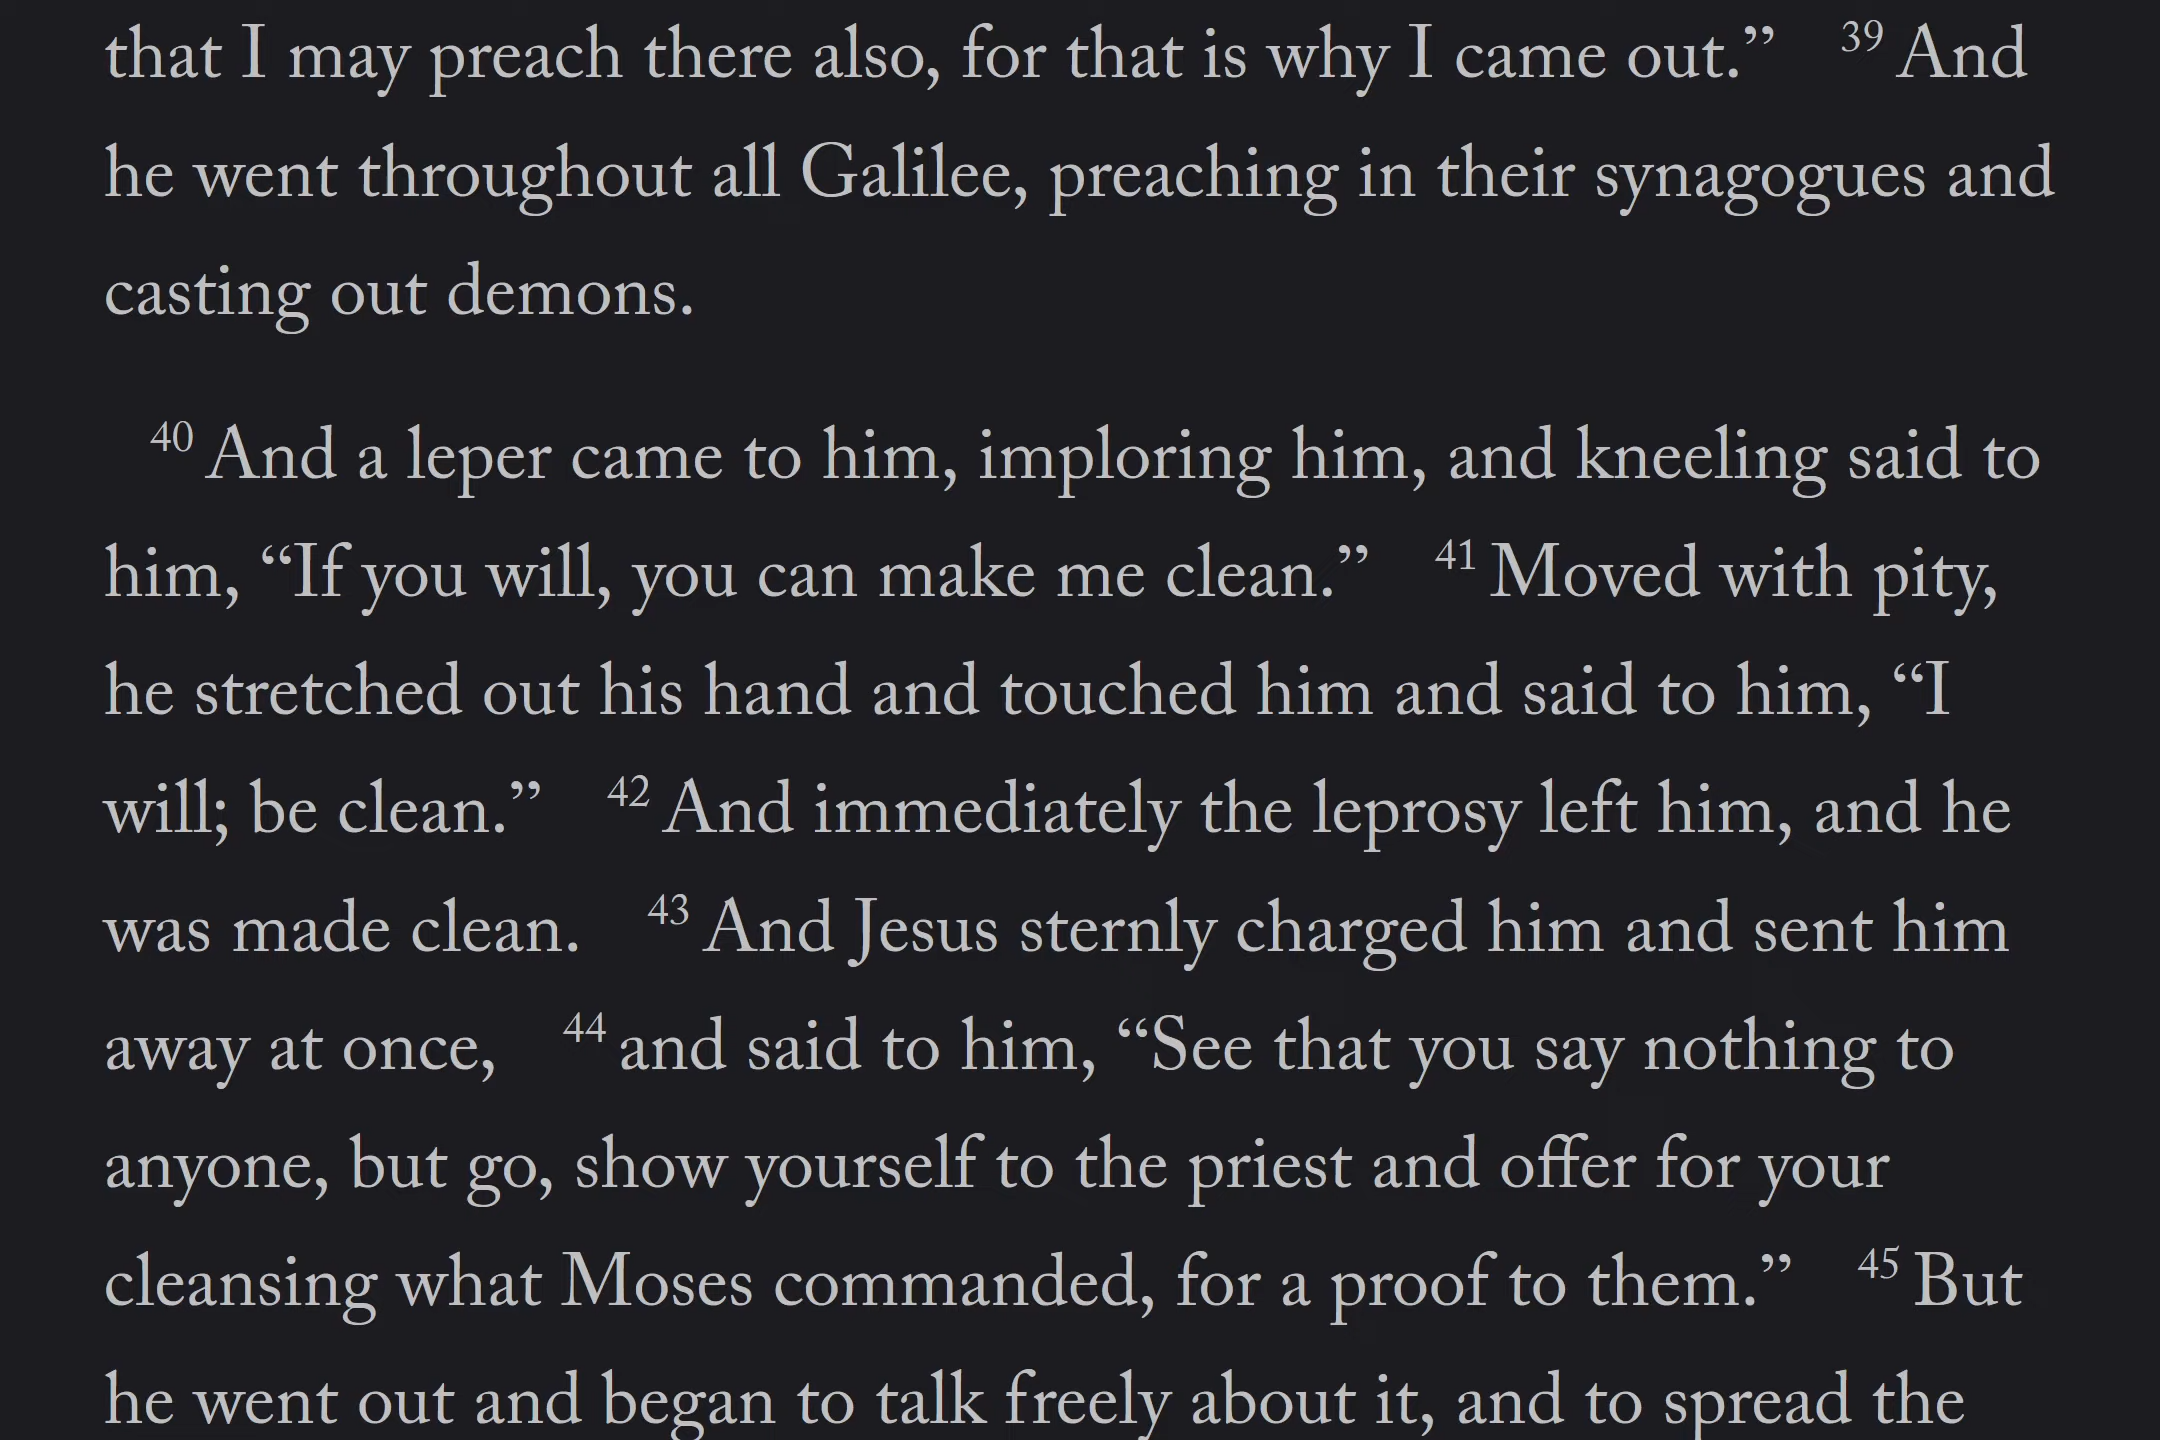 that I may preach there also, for that is why I came out.” 39 And
he went throughout all Galilee, preaching in their synagogues and
casting out demons.
40 And a leper came to him, imploring him, and kneeling said to
him, “If you will, you can make me clean.” 41 Moved with pity,
he stretched out his hand and touched him and said to him, “I
will; be clean.” 42 And immediately the leprosy left him, and he
was made clean. 43 And Jesus sternly charged him and sent him
away at once, 44 and said to him, “See that you say nothing to
anyone, but go, show yourself to the priest and offer for your
cleansing what Moses commanded, for a proof to them.” 45 But
he went out and began to talk freely about it, and to spread the